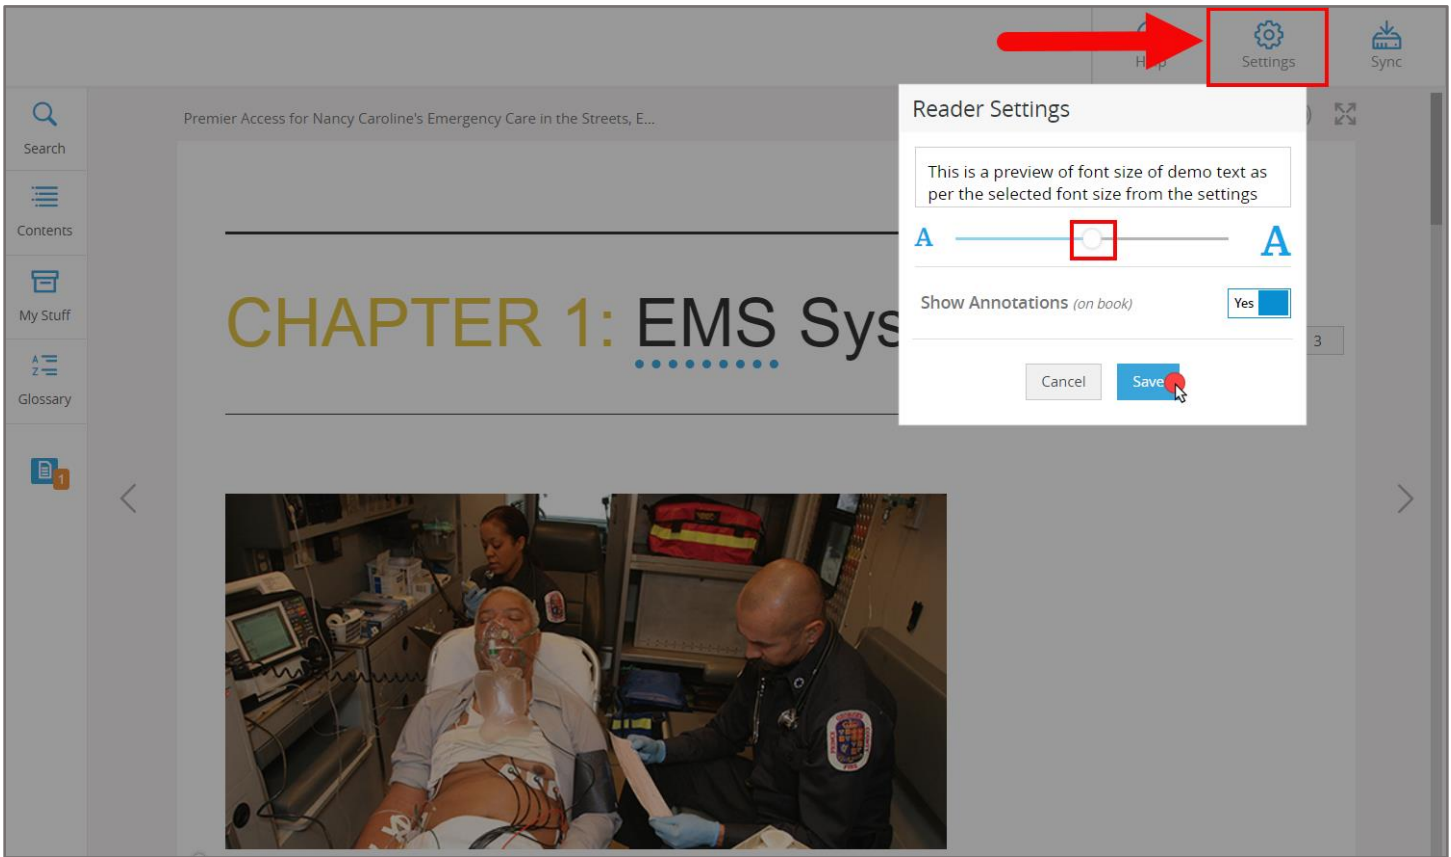 Settings
Sync
Search
Contents
My Stuff
A
Z
Glossary
1
Premier Access for Nancy Caroline's Emergency Care in the Streets, E...
CHAPTER 1: EMS Sys
3
Reader Settings
This is a preview of font size of demo text as
per the selected font size from the settings
A
A
Show Annotations (on book)
Yes
Cancel
Save